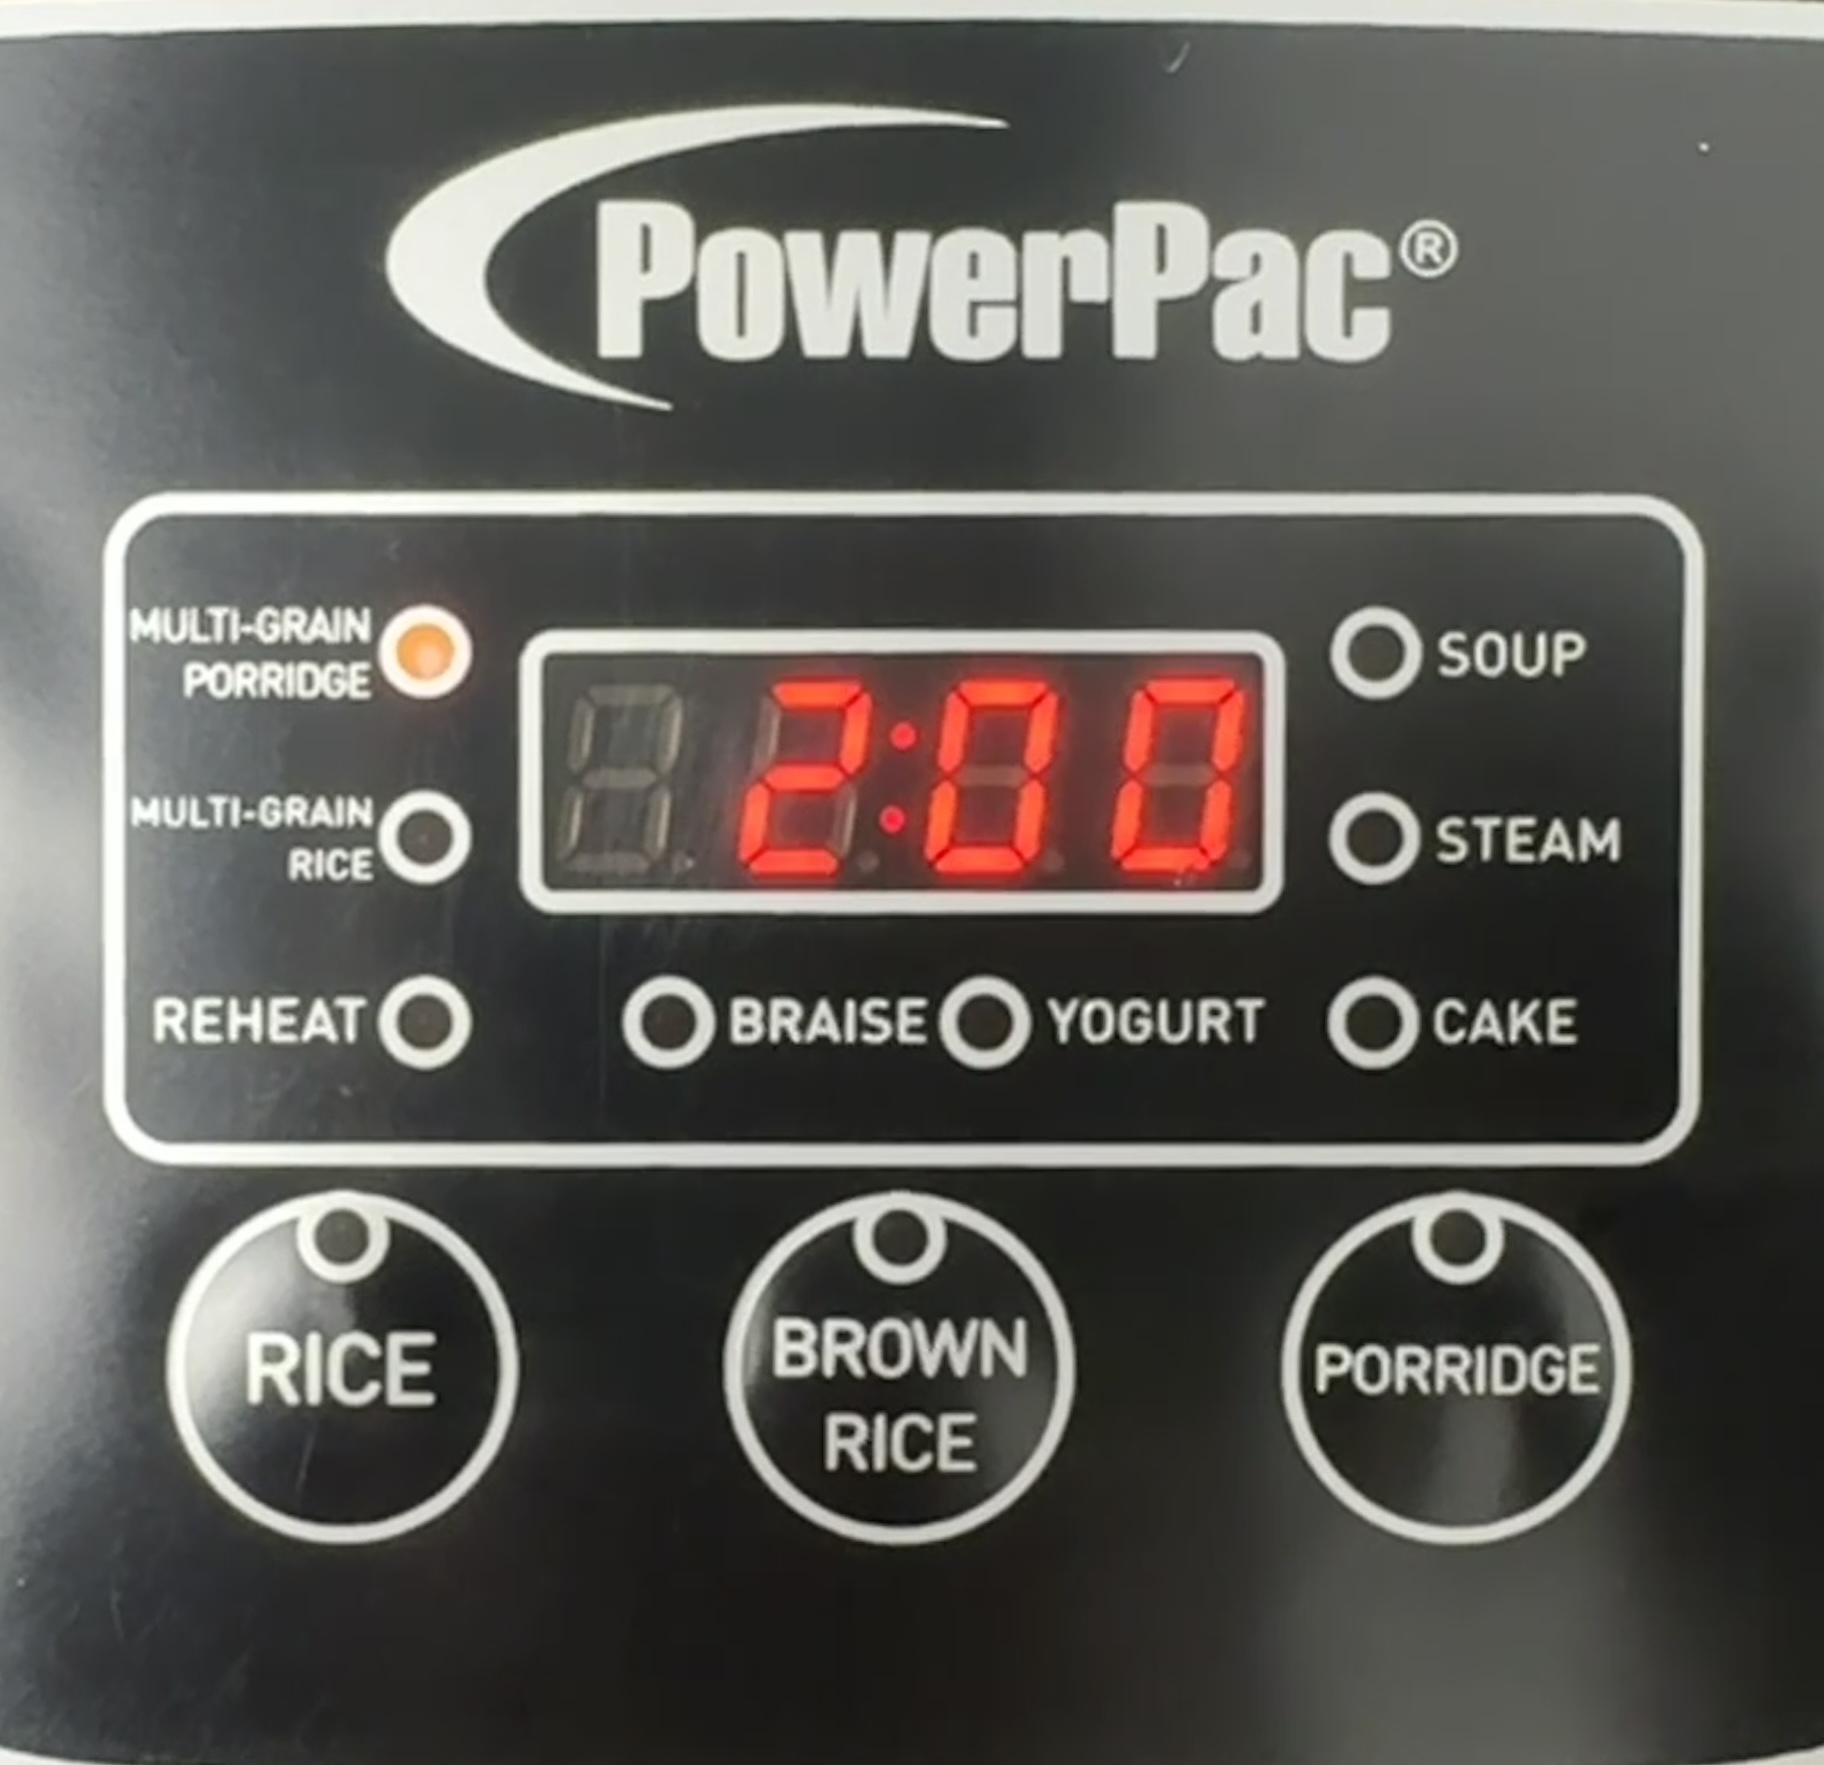 PowerPac®
MULTI-GRAIN
PORRIDGE
2:00
SOUP
MULTI-GRAIN
RICE
STEAM
REHEAT
BRAISE
YOGURT
CAKE
RICE
BROWN
RICE
PORRIDGE